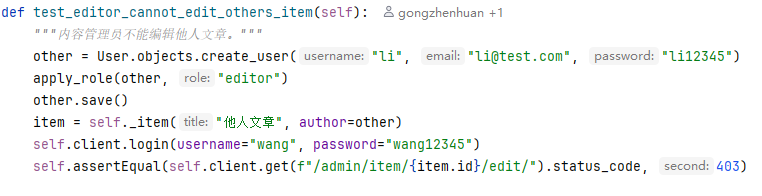 def test_editor_cannot_edit_others_item(self): gongzhenhuan +1
"""内容管理员不能编辑他人文章。"""
other = User.objects.create_user( username: "li", email: "li@test.com", password: "li12345")
apply_role(other, role: "editor")
other.save()
item = self._item( title: "他人文章", author=other)
self.client.login(username="wang", password="wang12345")
self.assertEqual(self.client.get(f"/admin/item/{item.id}/edit/").status_code, second: 403)